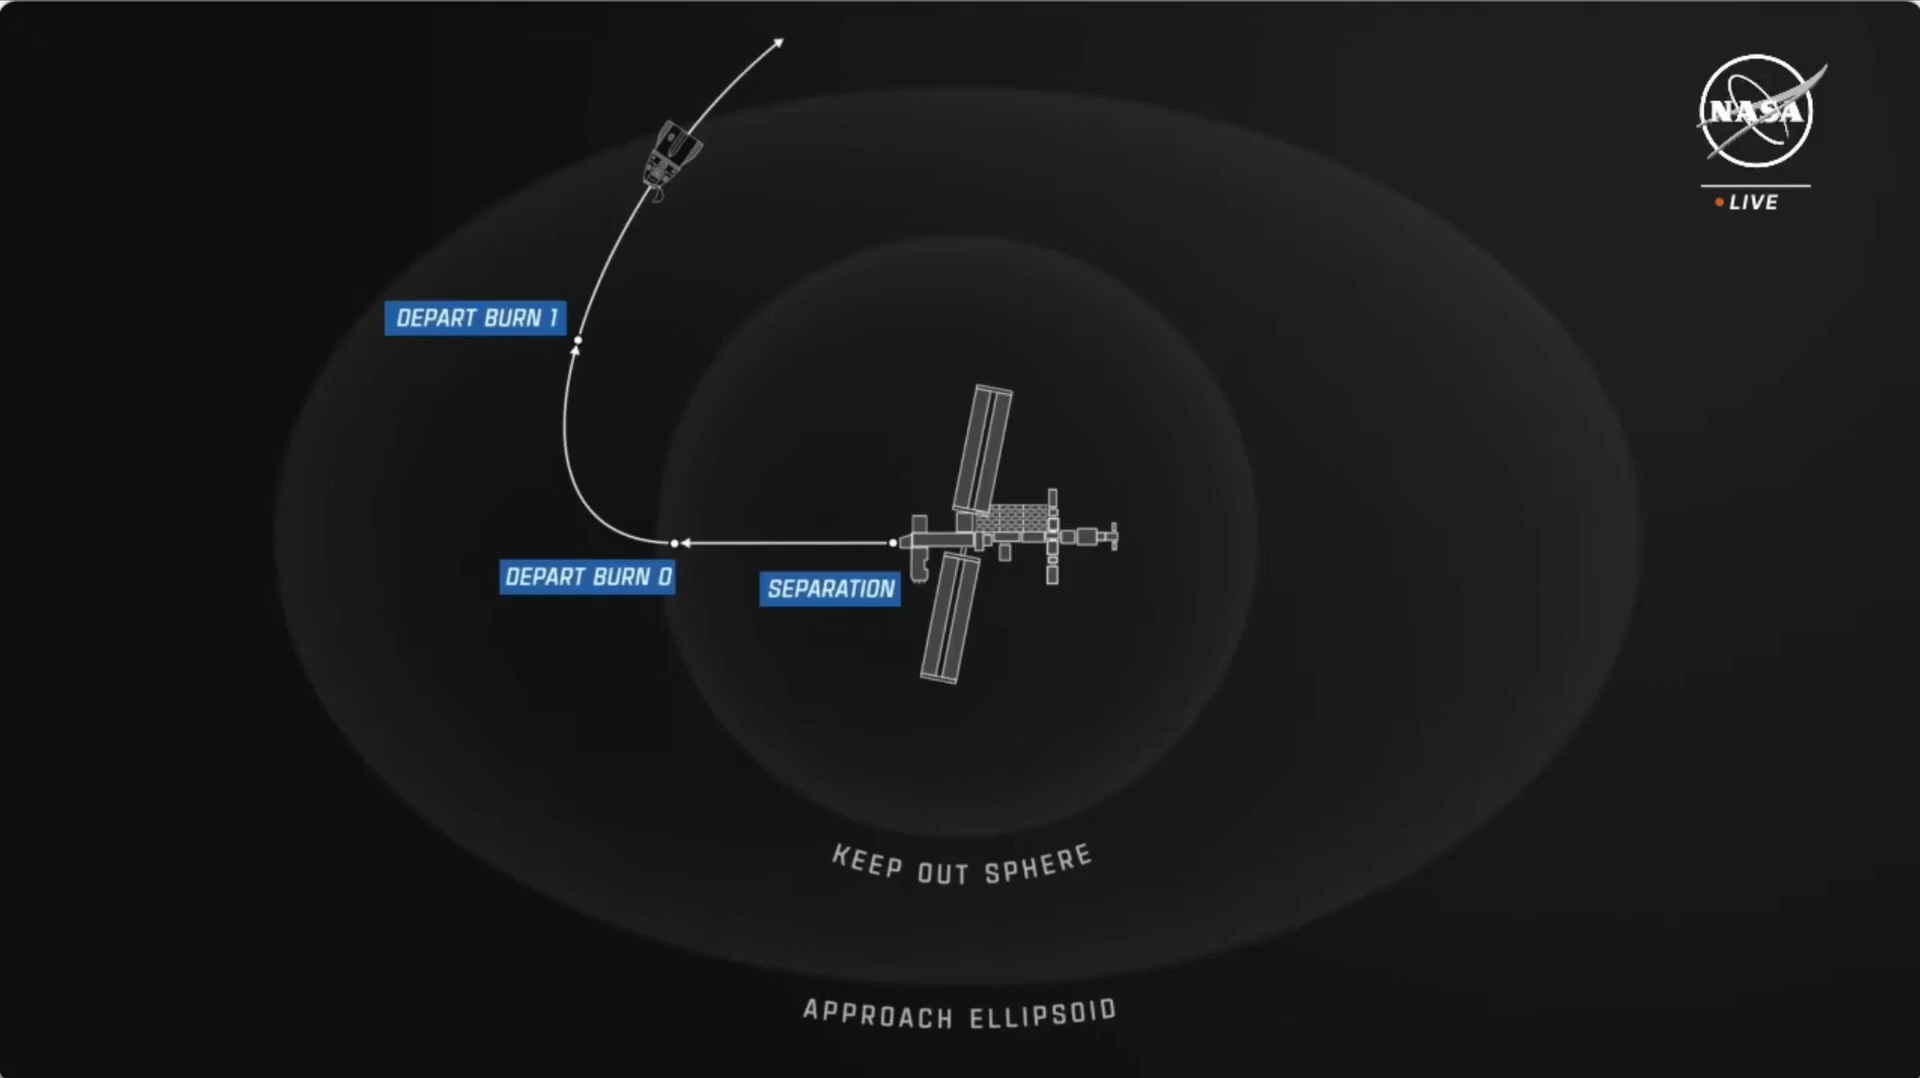 NASA
LIVE
DEPART BURN 1
DEPART BURN 0
SEPARATION
KEEP OUT SPHERE
APPROACH ELLIPSOID